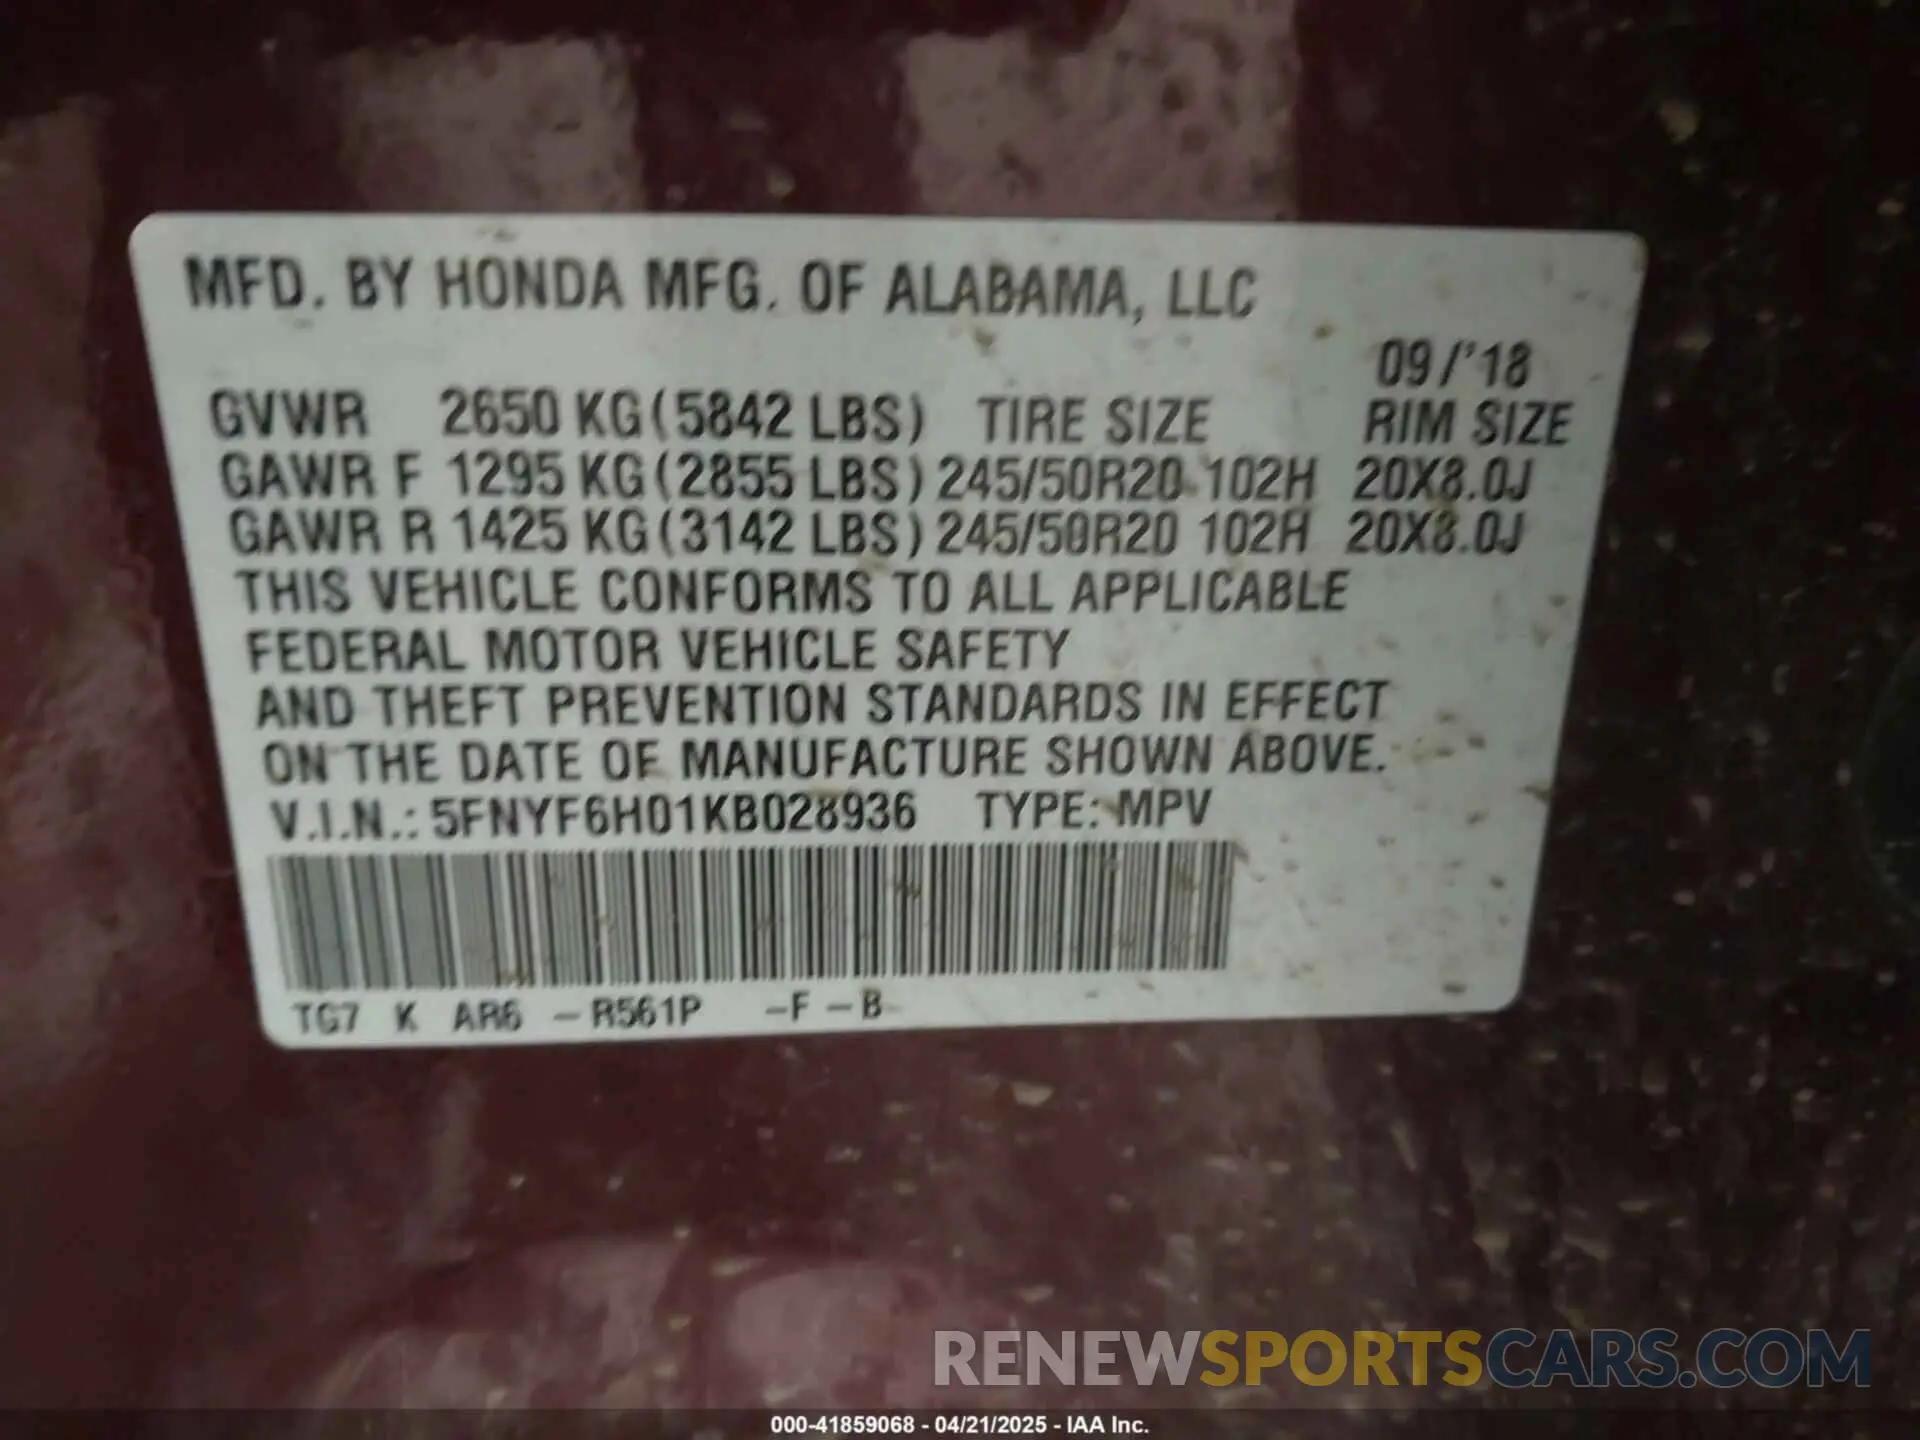 MFD. BY HONDA MFG. OF ALABAMA, LLC
09/'18
GVWR 2650 KG (5842 LBS) TIRE SIZE RIM SIZE
GAWR F 1295 KG (2855 LBS) 245/50R20 102H 20X8.0J
GAWR R 1425 KG (3142 LBS) 245/50R20 102H 20X8.0J
THIS VEHICLE CONFORMS TO ALL APPLICABLE
FEDERAL MOTOR VEHICLE SAFETY
AND THEFT PREVENTION STANDARDS IN EFFECT
ON THE DATE OF MANUFACTURE SHOWN ABOVE.
V.I.N.: 5FNYF6H01KB028936 TYPE: MPV
TG7 K AR6 - R561P -F -B-
RENEWSPORTSCARS.COM
000-41859068 - 04/21/2025 - IAA Inc.